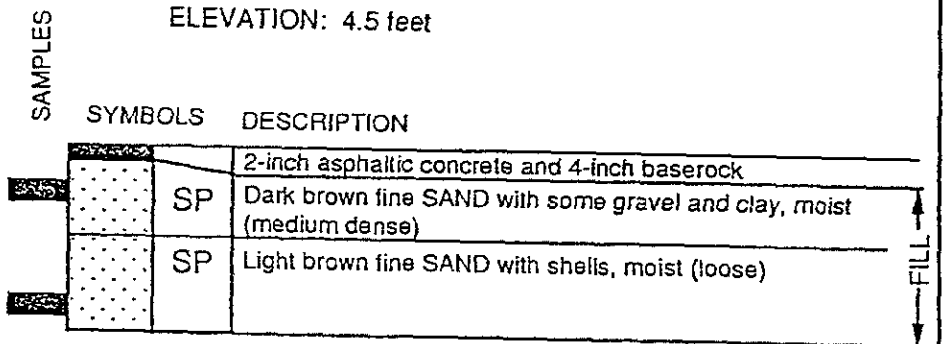 ELEVATION: 4.5 feet
SAMPLES
SYMBOLS DESCRIPTION
2-inch asphaltic concrete and 4-inch baserock
SP Dark brown fine SAND with some gravel and clay, moist
(medium dense)
SP Light brown fine SAND with shells, moist (loose)
FILL